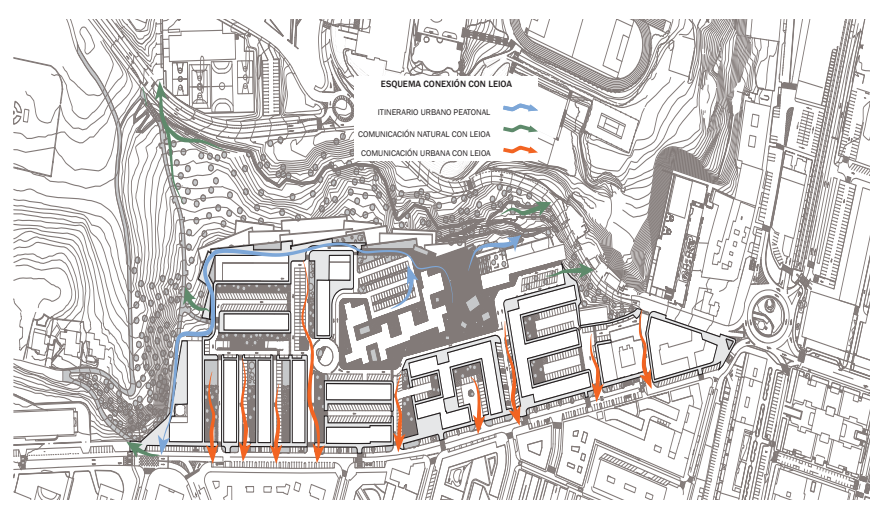 ESQUEMA CONEXIÓN CON LEIOA
ITINERARIO URBANO PEATONAL
COMUNICACIÓN NATURAL CON LEIOA
COMUNICACIÓN URBANA CON LEIOA